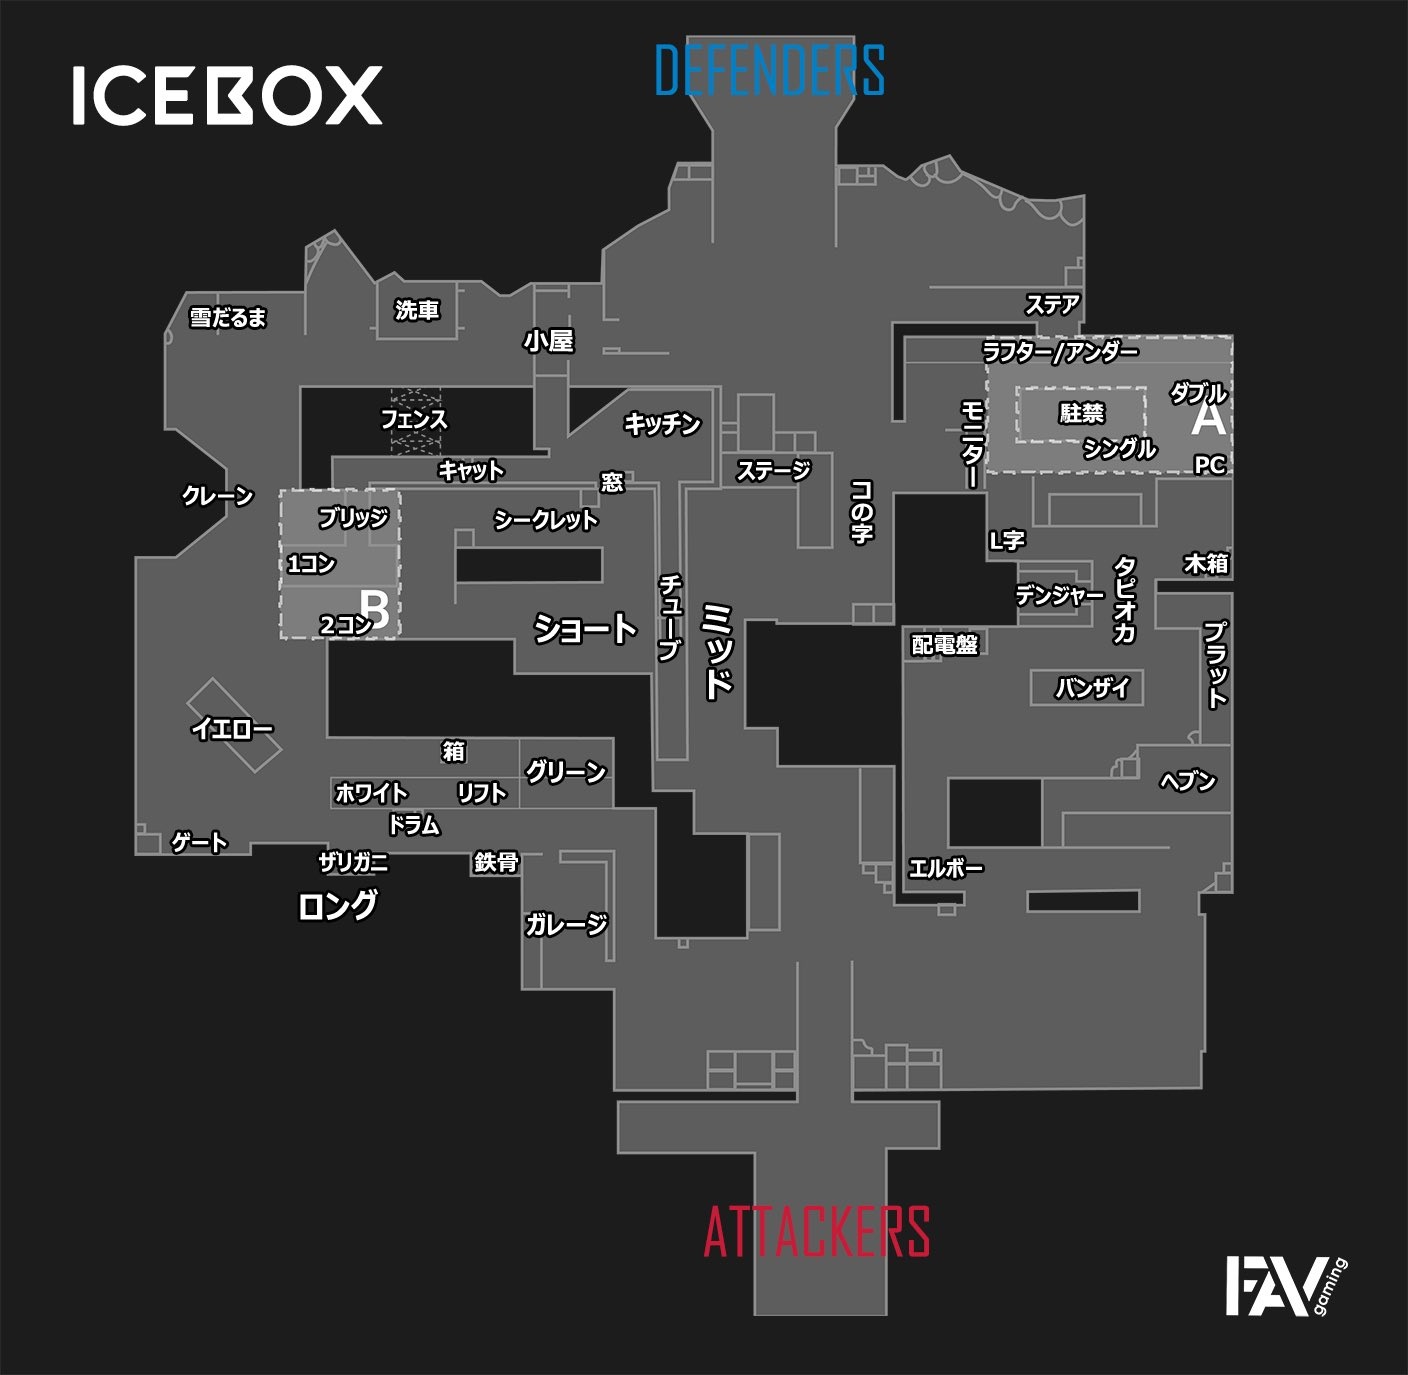 DEFENDERS
ICEBOX
ステア
雪だるま
洗車
小屋
ラフター/アンダー
ダブル
駐禁
A
モニター
フェンス
キッチン
シングル
PC
キャット
窓
ステージ
コの字
クレーン
ブリッジ
シークレット
L字
1コン
木箱
タピオカ
チューブ
デンジャー
B
2コン
ショート
ミッド
配電盤
プラット
バンザイ
イエロー
箱
グリーン
ヘブン
ホワイト
リフト
ドラム
ゲート
ザリガニ
鉄骨
エルボー
ロング
ガレージ
ATTACKERS
FAV
gaming